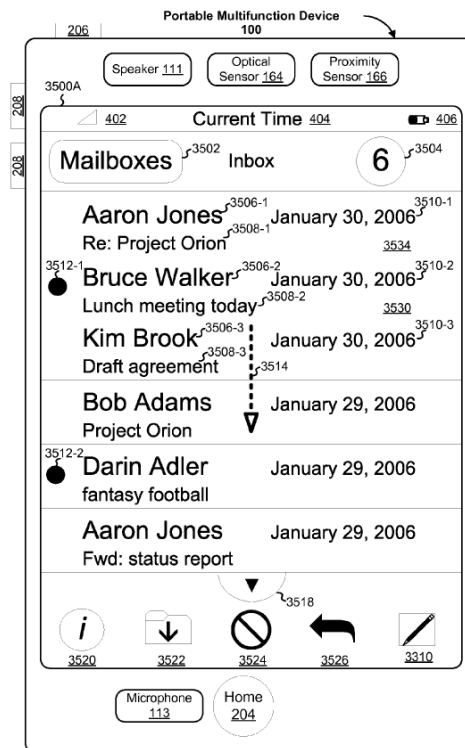 Portable Multifunction Device
206 100
Speaker 111
Optical
Sensor 164
Proximity
Sensor 166
3500A
208
402 Current Time 404 406
208
Mailboxes 3502 Inbox 6 3504
Aaron Jones 3506-1 January 30, 2006 3510-1
Re: Project Orion 3508-1 3534
3512-1 Bruce Walker 3506-2 January 30, 2006 3510-2
Lunch meeting today 3508-2 3530
Kim Brook 3506-3 January 30, 2006 3510-3
Draft agreement 3508-3 3514
Bob Adams January 29, 2006
Project Orion
3512-2 Darin Adler January 29, 2006
fantasy football
Aaron Jones January 29, 2006
Fwd: status report
3518
i
3520 3522 3524 3526 3310
Microphone
113
Home
204